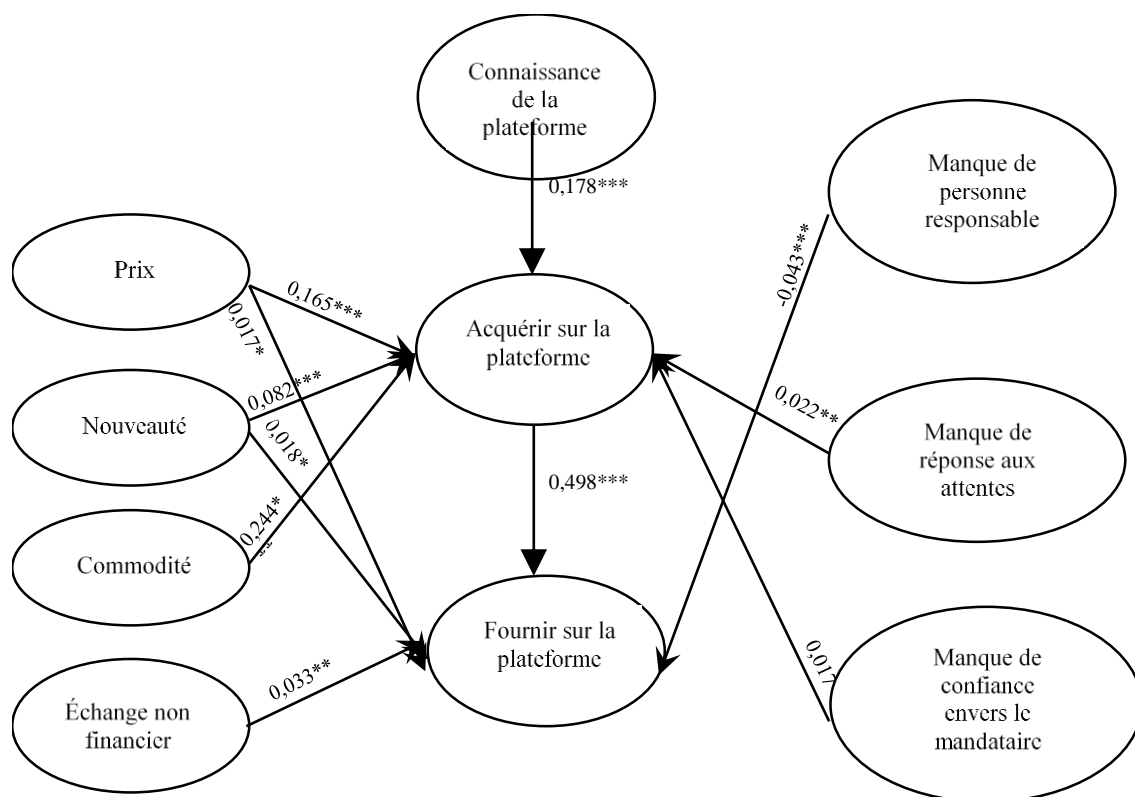 Connaissance
de la
plateforme
0,178***
Manque de
personne
responsable
-0,043***
Prix
0,165***
0,017*
Acquérir sur la
plateforme
Nouveauté
0,082***
0,018*
0,022**
Manque de
réponse aux
attentes
0,498***
Commodité
0,244*
**
Fournir sur la
plateforme
0,033**
0,017
Échange non
financier
Manque de
confiance
envers le
mandataire